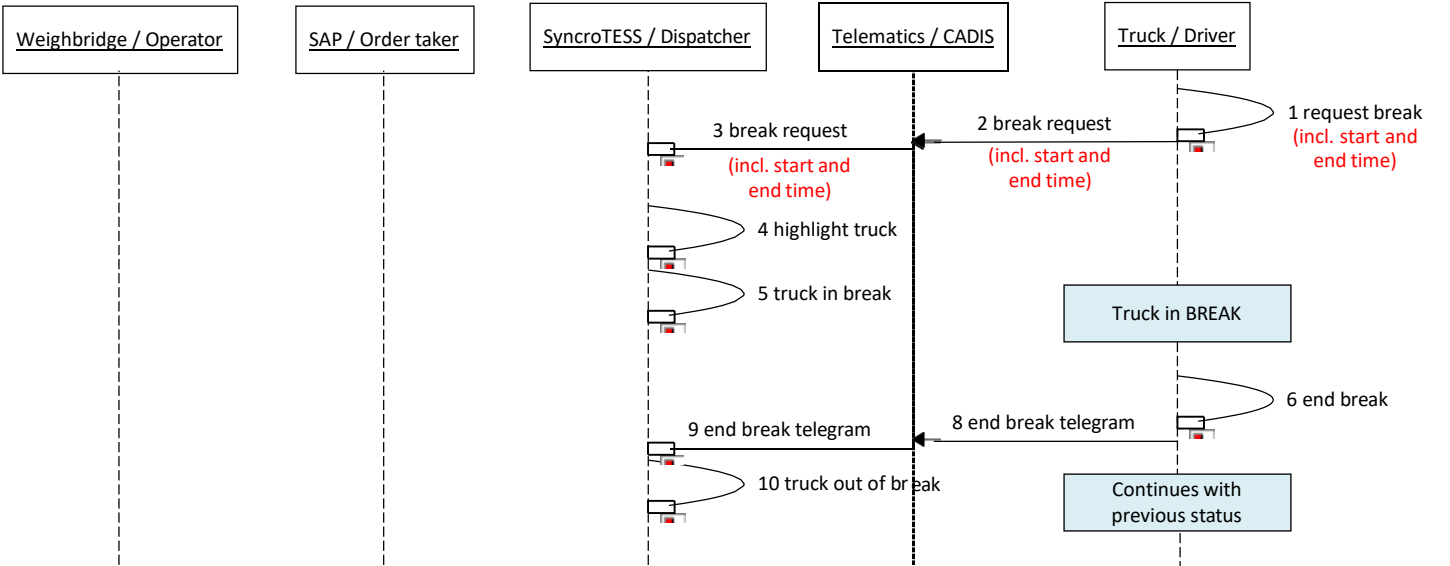 Weighbridge / Operator
SAP / Order taker
SyncroTESS / Dispatcher
Telematics / CADIS
Truck / Driver
1 request break
(incl. start and
end time)
2 break request
(incl. start and
end time)
3 break request
(incl. start and
end time)
4 highlight truck
5 truck in break
Truck in BREAK
6 end break
8 end break telegram
9 end break telegram
10 truck out of break
Continues with
previous status